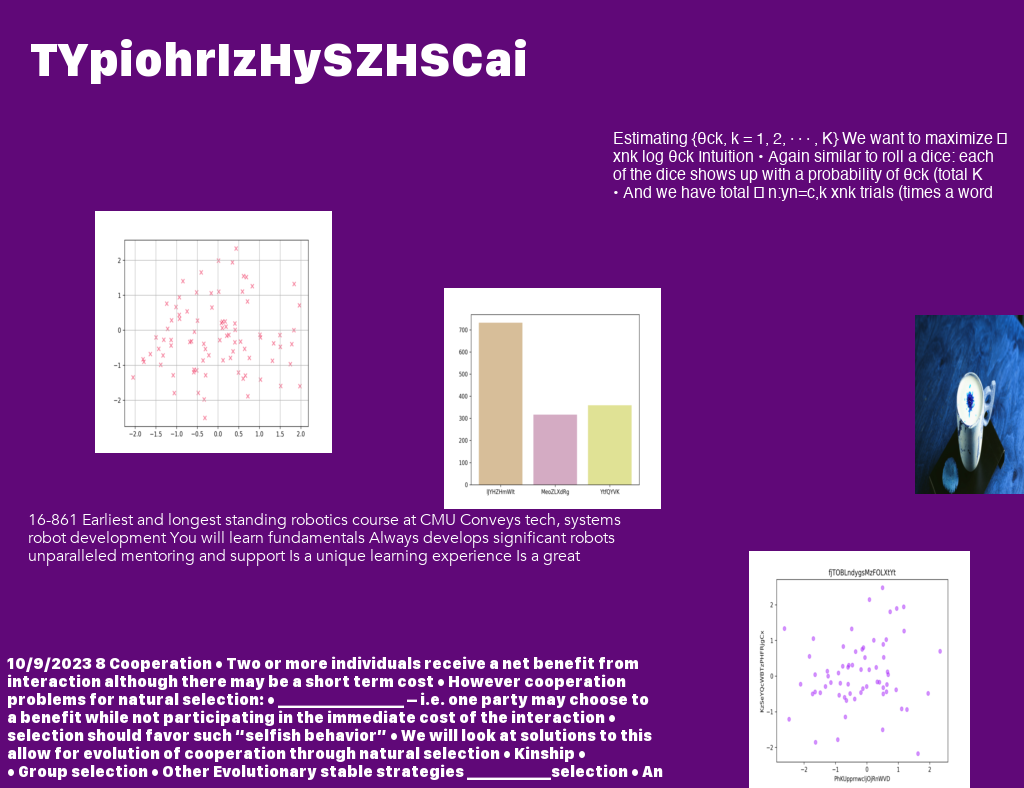 TYpiohrIzHySZHSCai
Estimating {θck, k = 1, 2, · · · , K} We want to maximize
xnk log θck Intuition • Again similar to roll a dice: each
of the dice shows up with a probability of θck (total K
• And we have total n:yn=c,k xnk trials (times a word
2
1
0
−1
−2
−2.0 −1.5 −1.0 −0.5 0.0 0.5 1.0 1.5 2.0
700
600
500
400
300
200
100
0
MeoZLXdRg YtfQYVK
16-861 Earliest and longest standing robotics course at CMU Conveys tech, systems
robot development You will learn fundamentals Always develops significant robots
unparalleled mentoring and support Is a unique learning experience Is a great
fjTOBLndygsMzFOLXtYt
2
1
0
−1
−2
−2 −1 0 1 2
10/9/2023 8 Cooperation • Two or more individuals receive a net benefit from
interaction although there may be a short term cost • However cooperation
problems for natural selection: • _______________ – i.e. one party may choose to
a benefit while not participating in the immediate cost of the interaction •
selection should favor such “selfish behavior” • We will look at solutions to this
allow for evolution of cooperation through natural selection • Kinship •
• Group selection • Other Evolutionary stable strategies __________selection • An